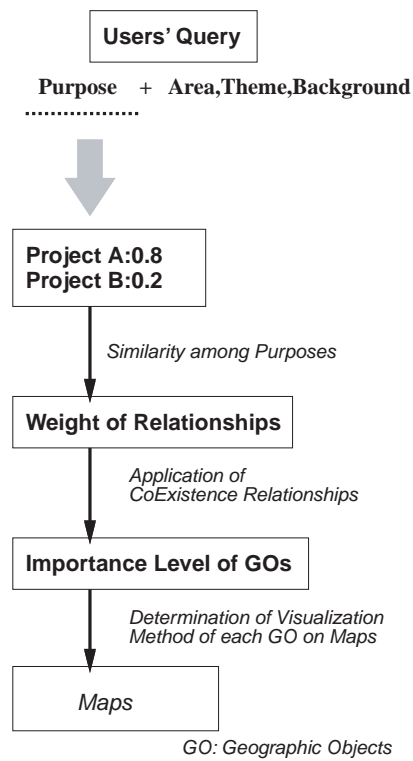 Users' Query
Purpose + Area,Theme,Background
Project A:0.8
Project B:0.2
Similarity among Purposes
Weight of Relationships
Application of
CoExistence Relationships
Importance Level of GOs
Determination of Visualization
Method of each GO on Maps
Maps
GO: Geographic Objects